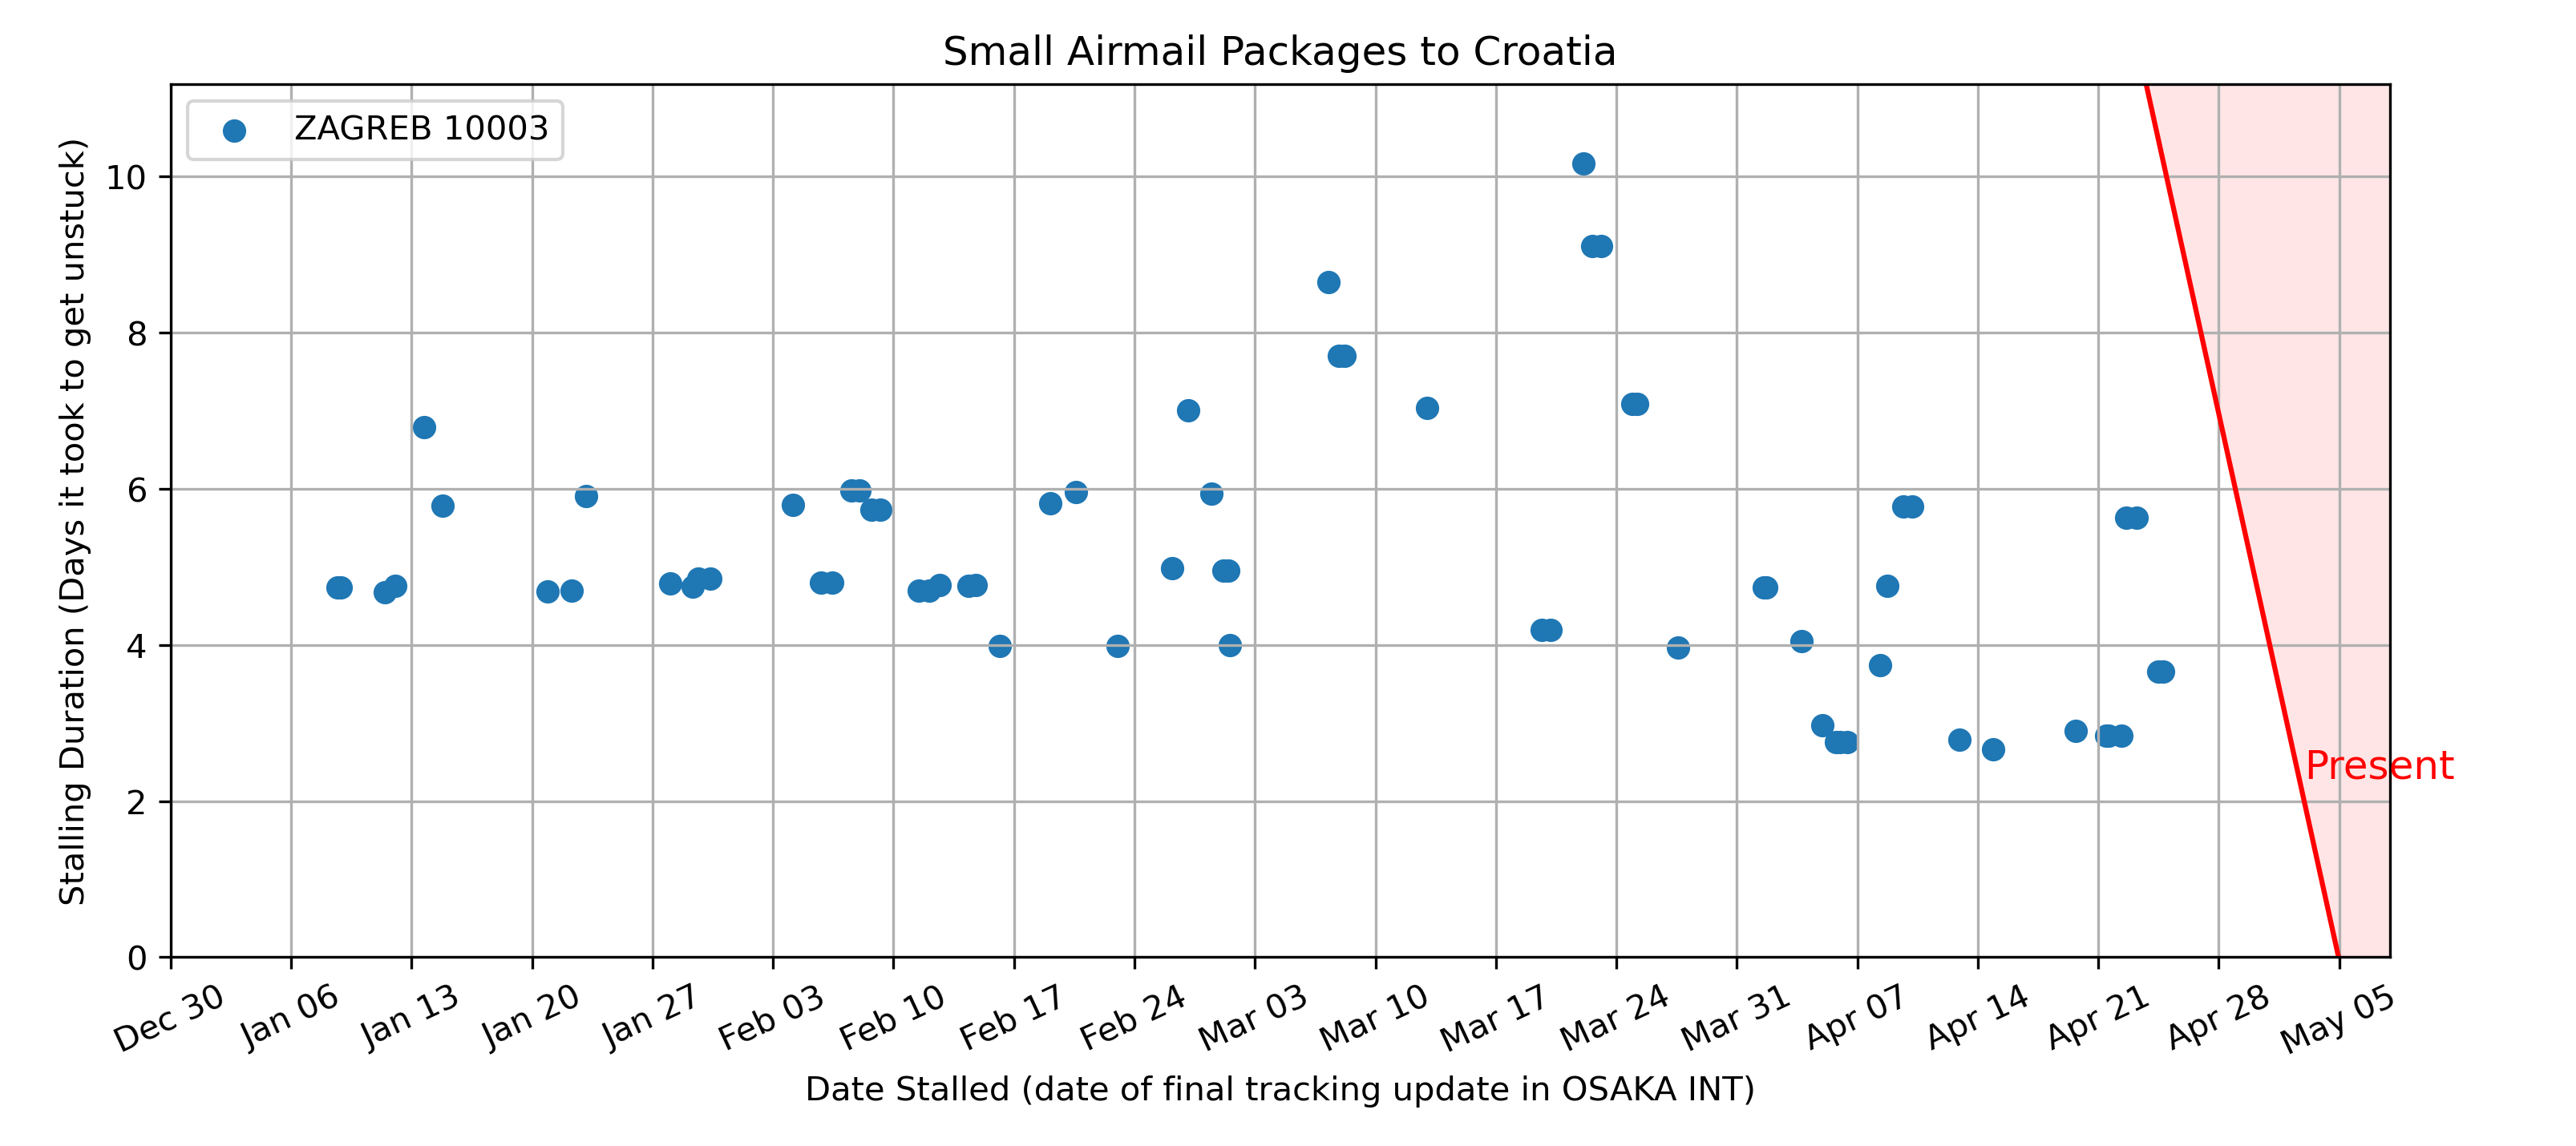 Small Airmail Packages to Croatia
ZAGREB 10003
Stalling Duration (Days it took to get unstuck)
10
8
6
4
2
0
Present
Dec 30 Jan 06 Jan 13 Jan 20 Jan 27 Feb 03 Feb 10 Feb 17 Feb 24 Mar 03 Mar 10 Mar 17 Mar 24 Mar 31 Apr 07 Apr 14 Apr 21 Apr 28 May 05
Date Stalled (date of final tracking update in OSAKA INT)